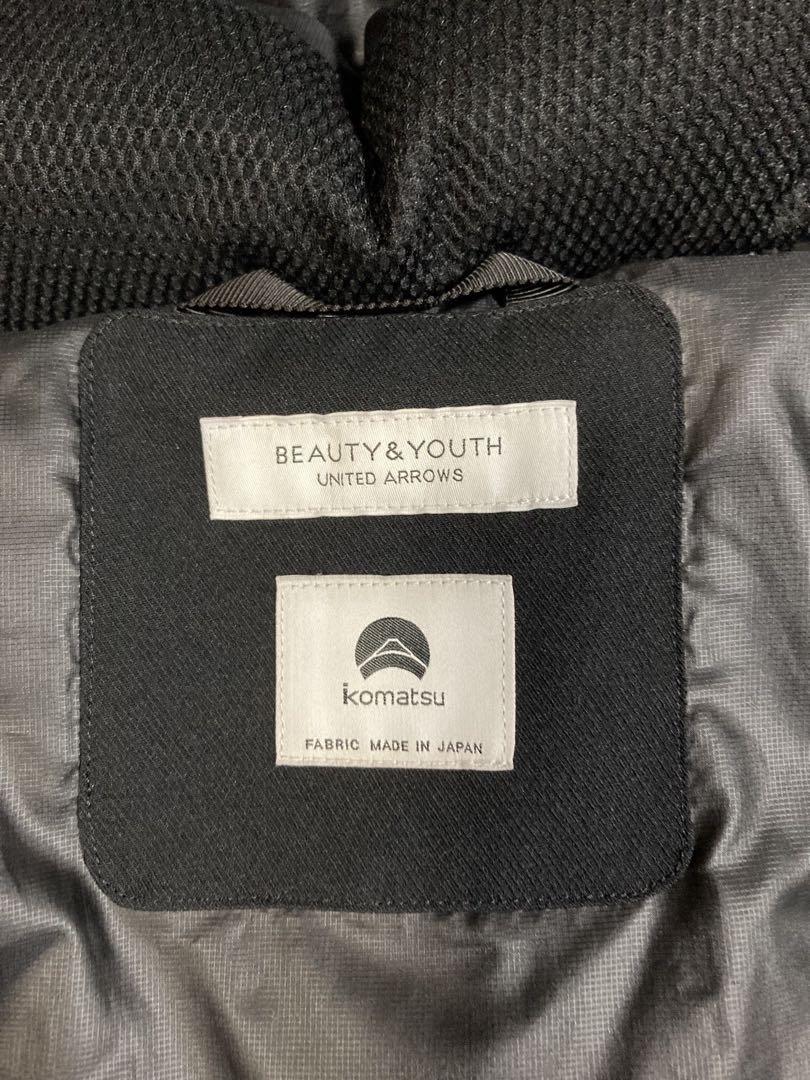 BEAUTY&YOUTH
UNITED ARROWS
komatsu
FABRIC MADE IN JAPAN